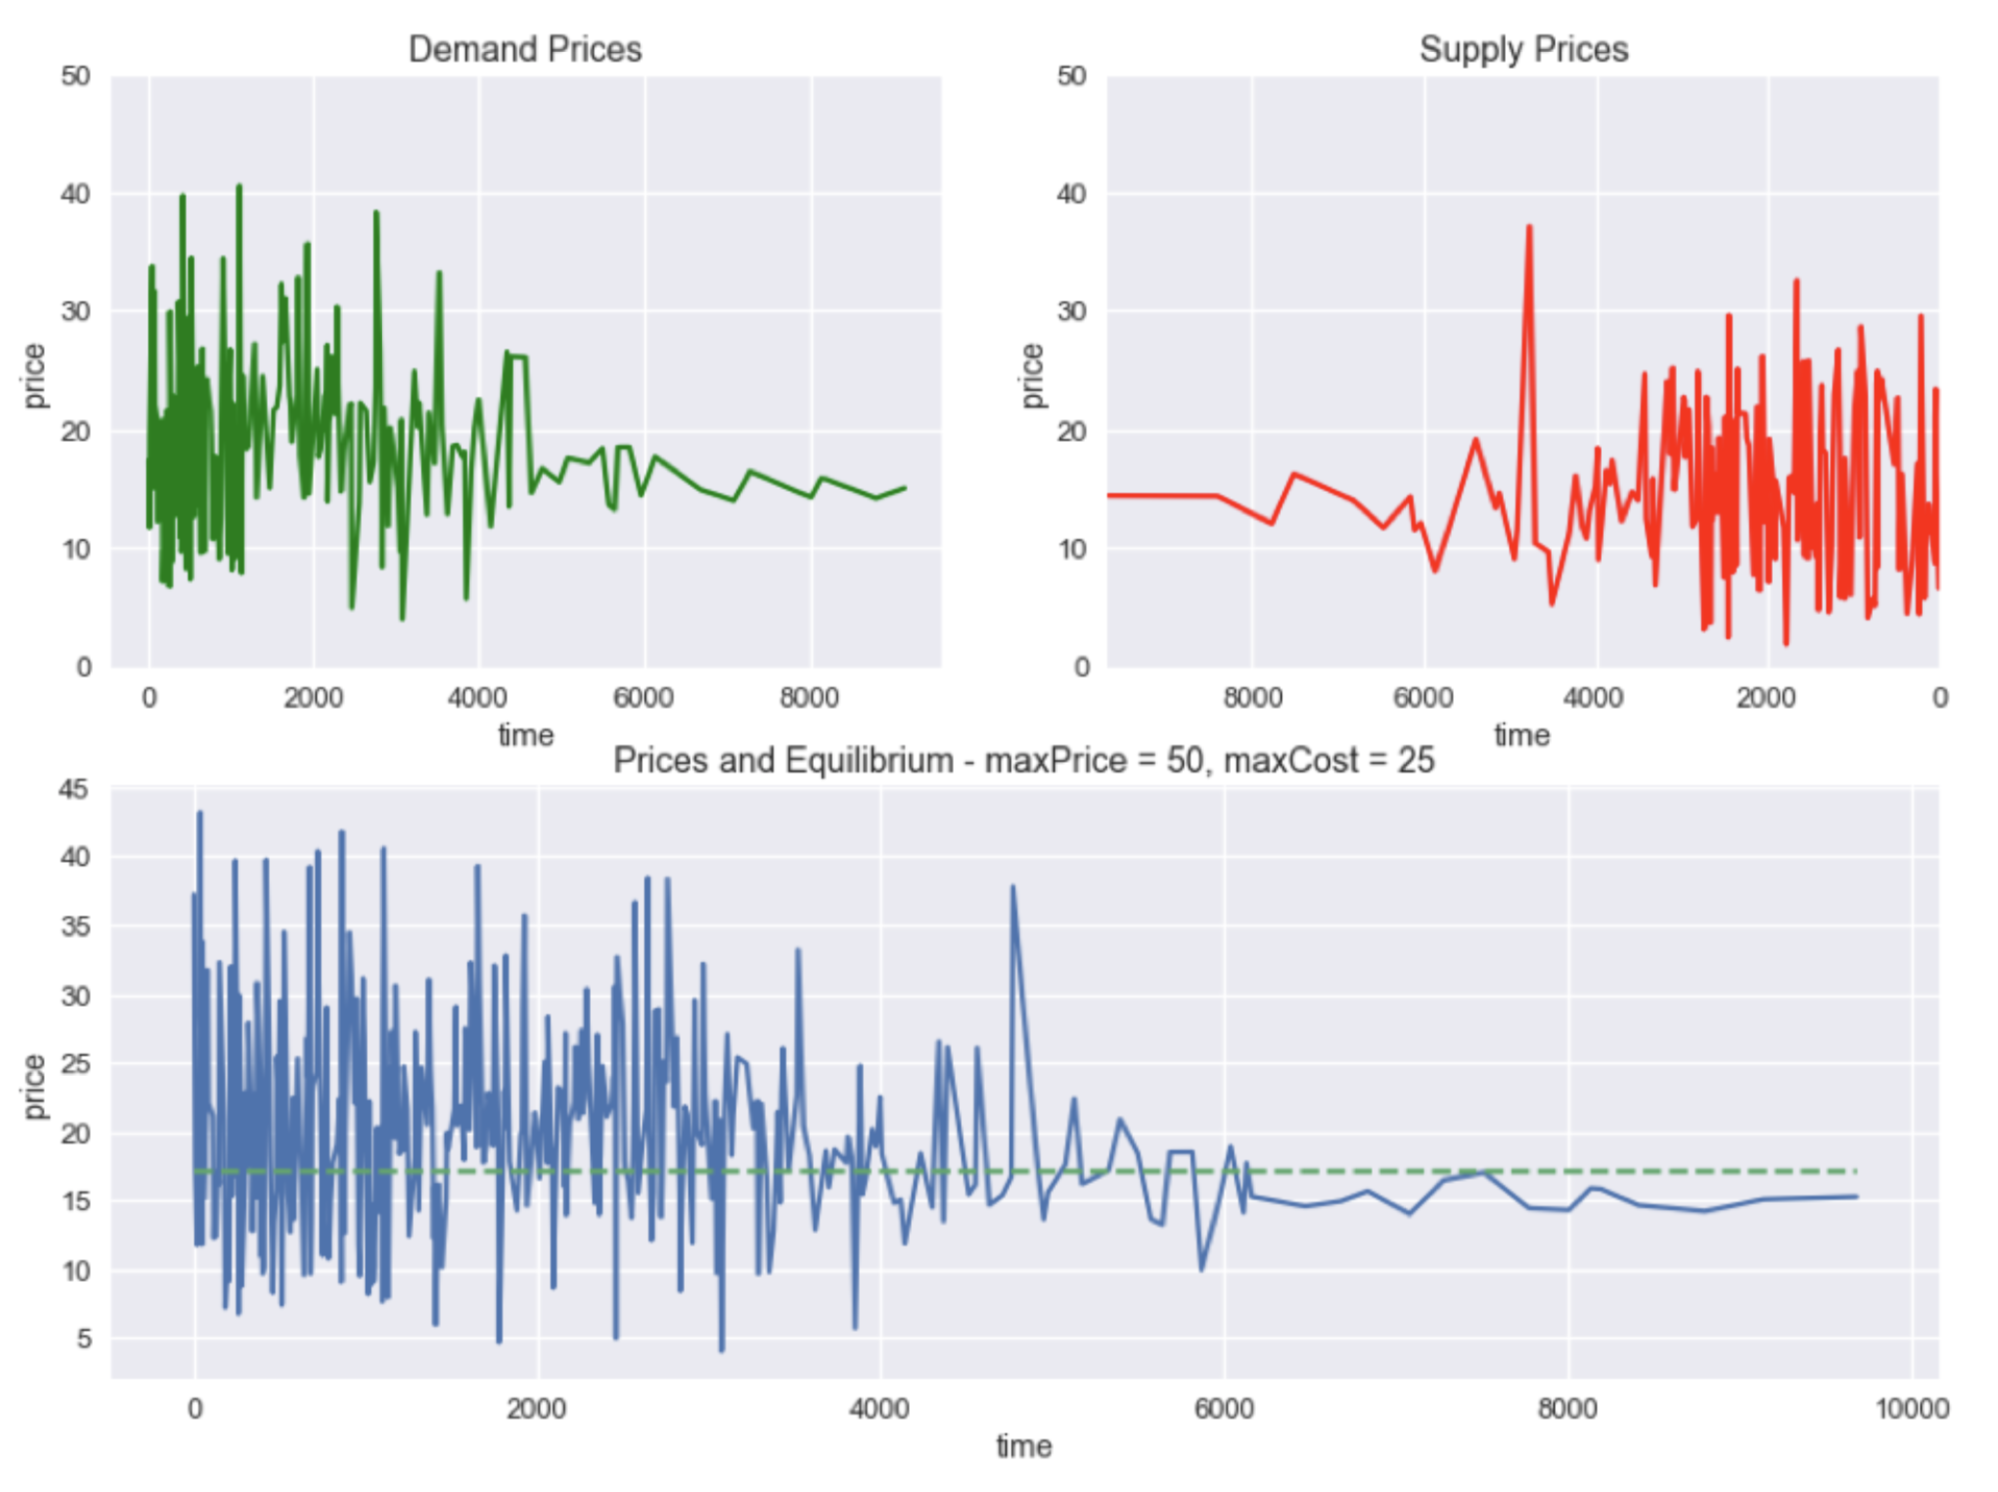 Demand Prices
50
40
30
20
10
0
price
0 2000 4000 6000 8000
time
Supply Prices
50
40
30
20
10
0
price
8000 6000 4000 2000 0
time
Prices and Equilibrium - maxPrice = 50, maxCost = 25
45
40
35
30
25
20
15
10
5
price
0 2000 4000 6000 8000 10000
time